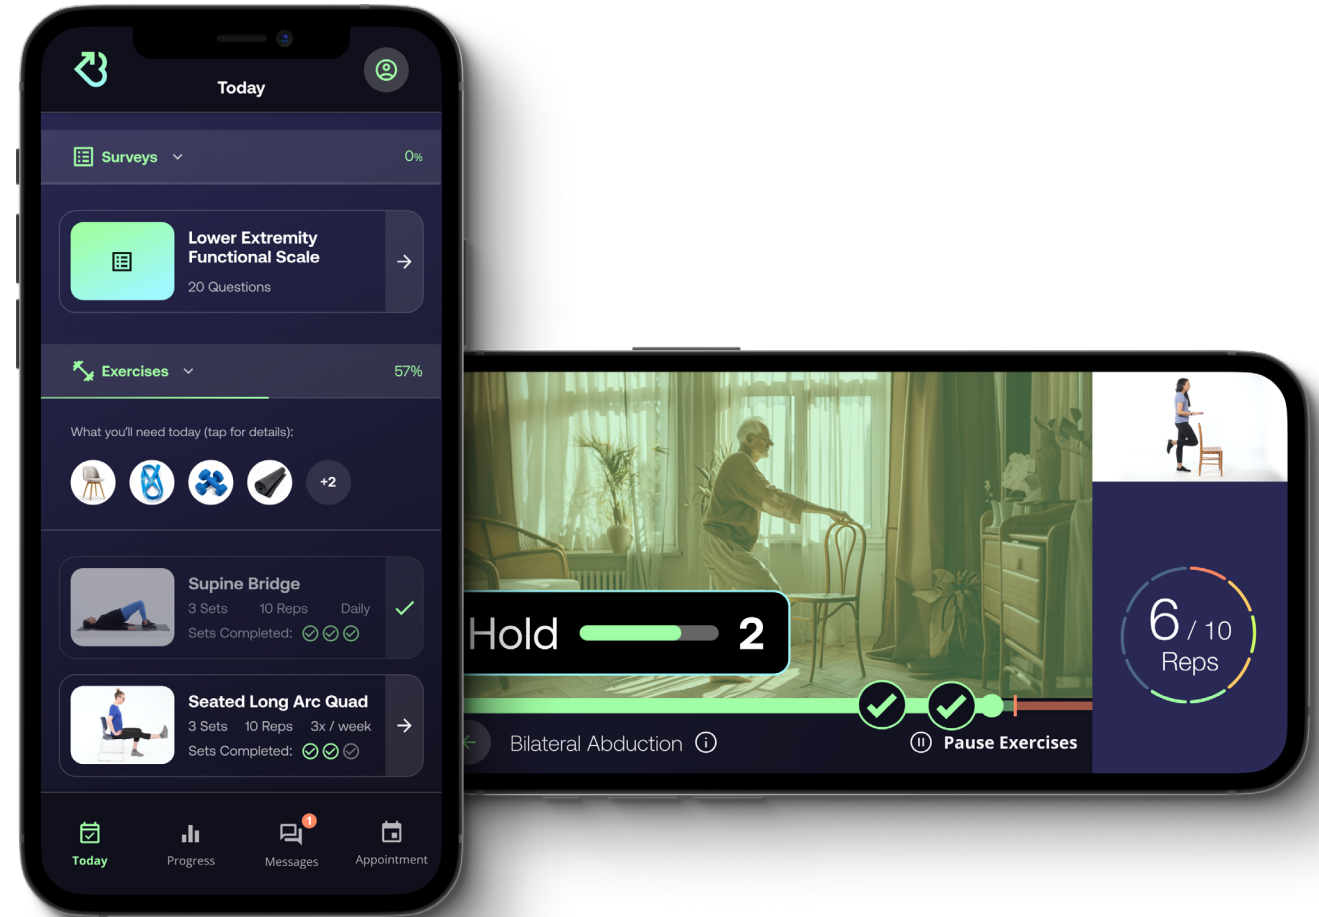 Today
Surveys
0%
Lower Extremity
Functional Scale
20 Questions
Exercises
57%
What you'll need today (tap for details):
+2
Supine Bridge
3 Sets 10 Reps Daily
Sets Completed:
Seated Long Arc Quad
3 Sets 10 Reps 3x / week
Sets Completed:
Today
Progress
1
Messages
Appointment
Hold
2
Bilateral Abduction
Pause Exercises
6 / 10
Reps